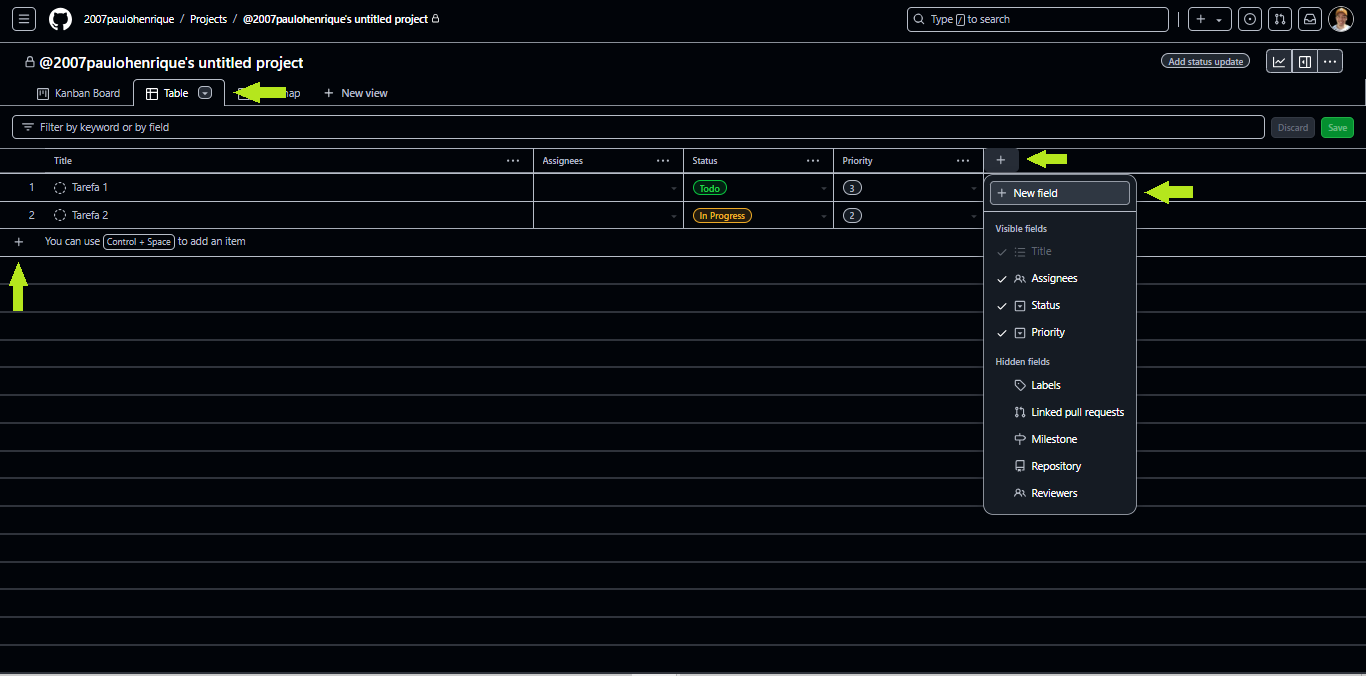 2007paulohenrique / Projects / @2007paulohenrique's untitled project
Type / to search
@2007paulohenrique's untitled project
Add status update
Kanban Board
Table
+ New view
Filter by keyword or by field
Discard
Save
Title
Assignees
Status
Priority
1 Tarefa 1 Todo 3
2 Tarefa 2 In Progress 2
+ You can use Control + Space to add an item
+ New field
Visible fields
Title
Assignees
Status
Priority
Hidden fields
Labels
Linked pull requests
Milestone
Repository
Reviewers